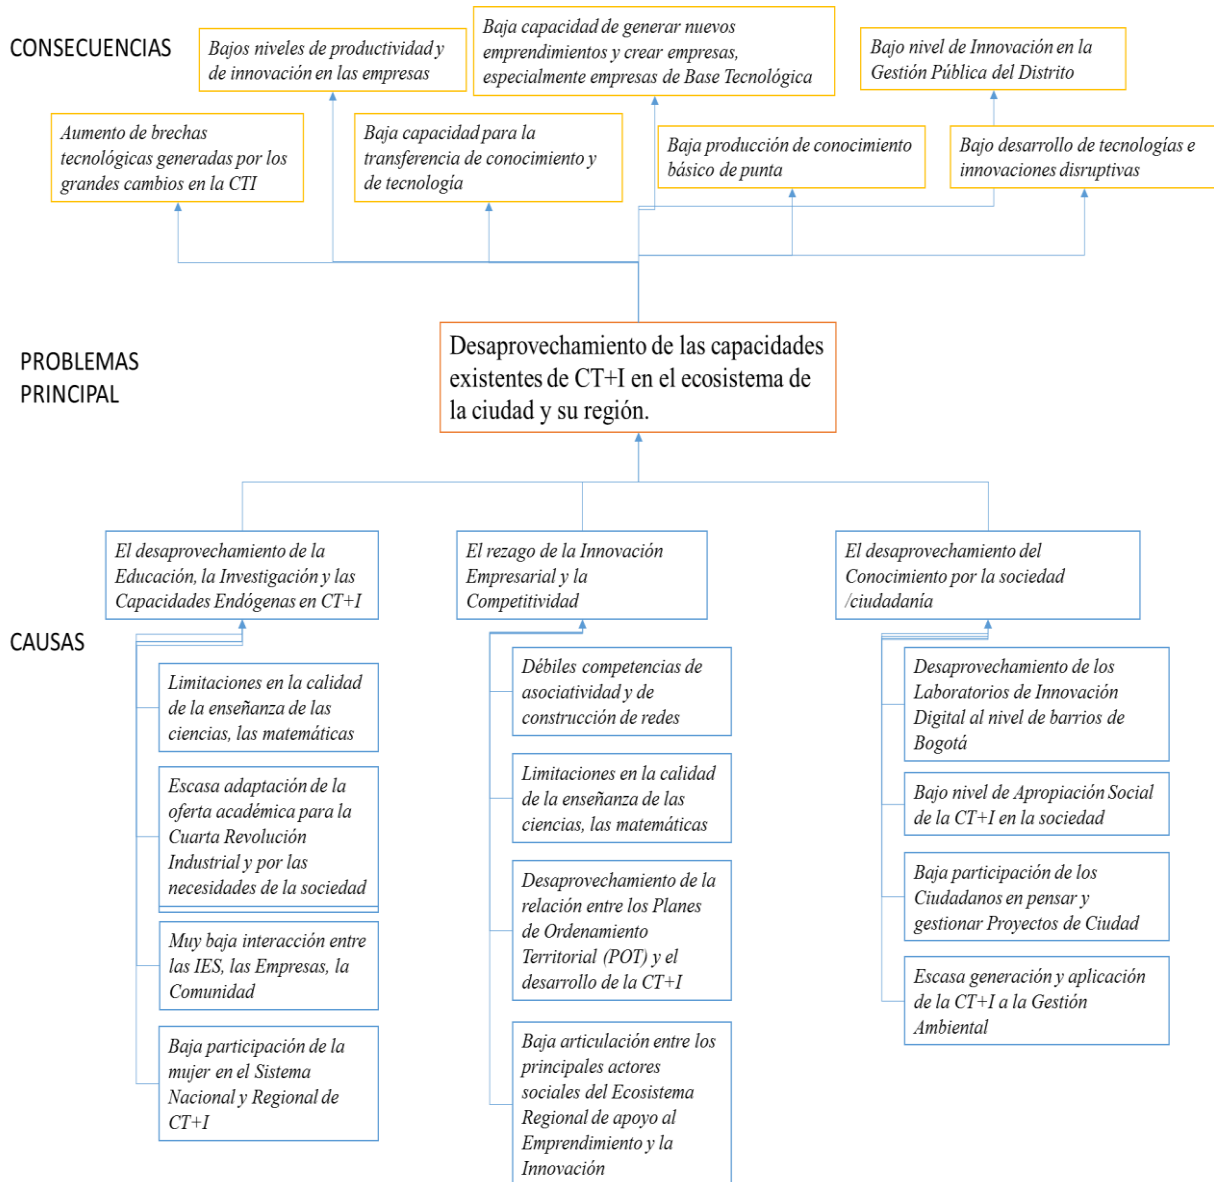 CONSECUENCIAS
Bajos niveles de productividad y
de innovación en las empresas
Baja capacidad de generar nuevos
emprendimientos y crear empresas,
especialmente empresas de Base Tecnológica
Bajo nivel de Innovación en la
Gestión Pública del Distrito
Aumento de brechas
tecnológicas generadas por los
grandes cambios en la CTI
Baja capacidad para la
transferencia de conocimiento y
de tecnología
Baja producción de conocimiento
básico de punta
Bajo desarrollo de tecnologías e
innovaciones disruptivas
PROBLEMAS
PRINCIPAL
Desaprovechamiento de las capacidades
existentes de CT+I en el ecosistema de
la ciudad y su región.
CAUSAS
El desaprovechamiento de la
Educación, la Investigación y las
Capacidades Endógenas en CT+I
Limitaciones en la calidad
de la enseñanza de las
ciencias, las matemáticas
Escasa adaptación de la
oferta académica para la
Cuarta Revolución
Industrial y por las
necesidades de la sociedad
Muy baja interacción entre
las IES, las Empresas, la
Comunidad
Baja participación de la
mujer en el Sistema
Nacional y Regional de
CT+I
El rezago de la Innovación
Empresarial y la
Competitividad
Débiles competencias de
asociatividad y de
construcción de redes
Limitaciones en la calidad
de la enseñanza de las
ciencias, las matemáticas
Desaprovechamiento de la
relación entre los Planes
de Ordenamiento
Territorial (POT) y el
desarrollo de la CT+I
Baja articulación entre los
principales actores
sociales del Ecosistema
Regional de apoyo al
Emprendimiento y la
Innovación
El desaprovechamiento del
Conocimiento por la sociedad
/ciudadanía
Desaprovechamiento de los
Laboratorios de Innovación
Digital al nivel de barrios de
Bogotá
Bajo nivel de Apropiación Social
de la CT+I en la sociedad
Baja participación de los
Ciudadanos en pensar y
gestionar Proyectos de Ciudad
Escasa generación y aplicación
de la CT+I a la Gestión
Ambiental